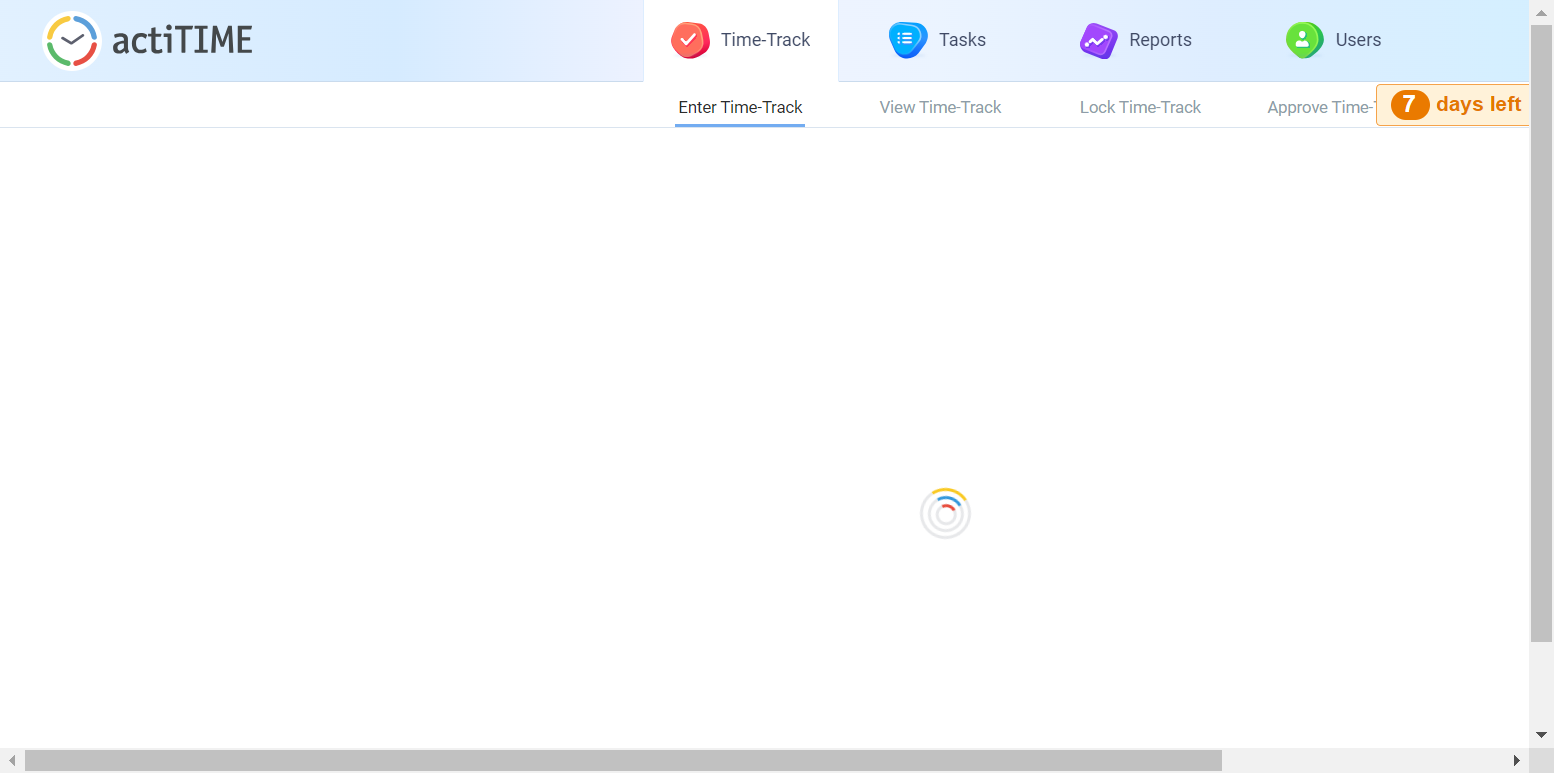 actiTIME
Time-Track
Tasks
Reports
Users
Enter Time-Track
View Time-Track
Lock Time-Track
Approve Time-
7 days left